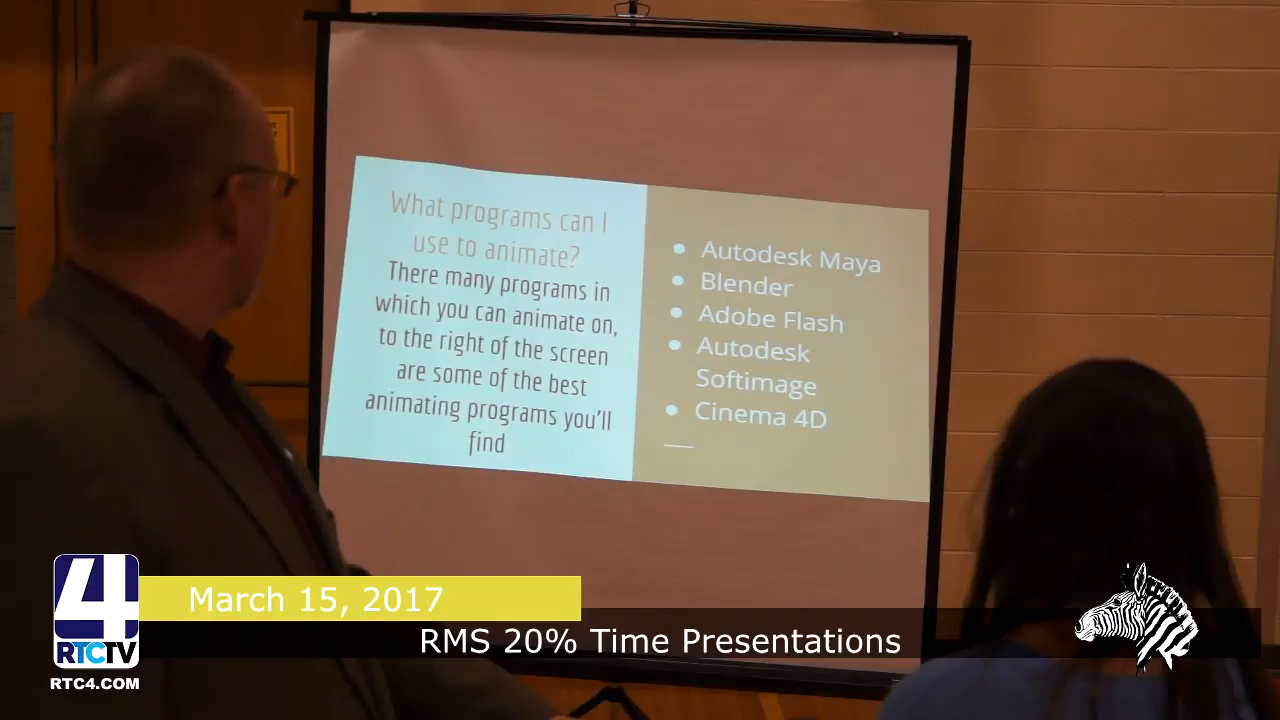 What programs can I
use to animate?
There many programs in
which you can animate on,
to the right of the screen
are some of the best
animating programs you'll
find
● Autodesk Maya
● Blender
● Adobe Flash
● Autodesk
Softimage
● Cinema 4D
4
RTCTV
RTC4.COM
March 15, 2017
RMS 20% Time Presentations